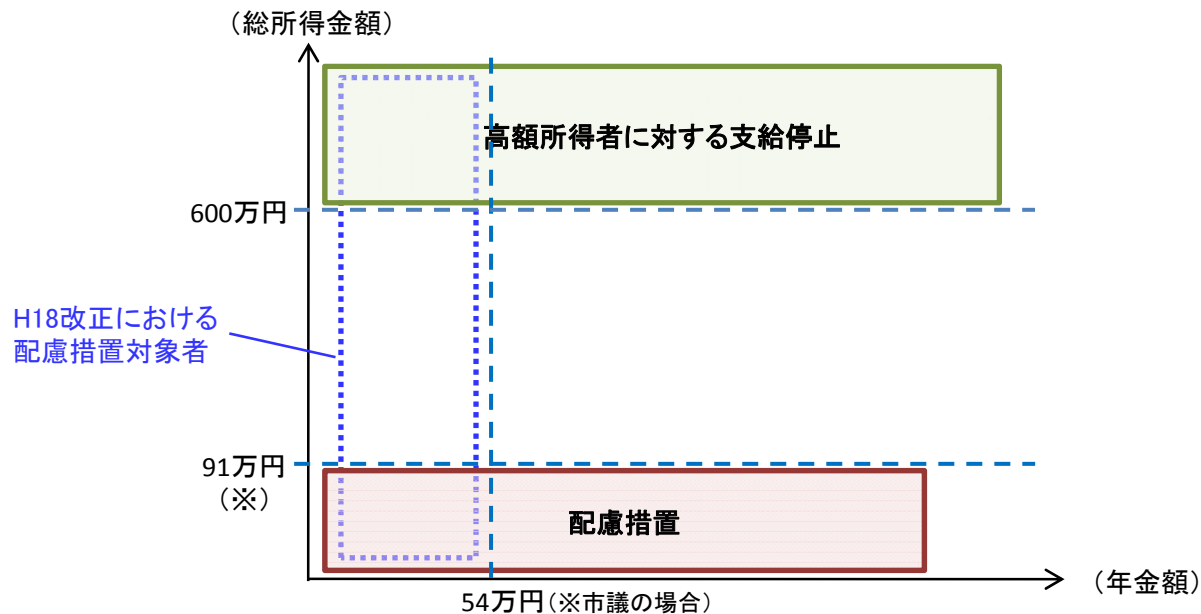 （総所得金額）
高額所得者に対する支給停止
600万円
H18改正における
配慮措置対象者
91万円
（※）
配慮措置
（年金額）
54万円（※市議の場合）